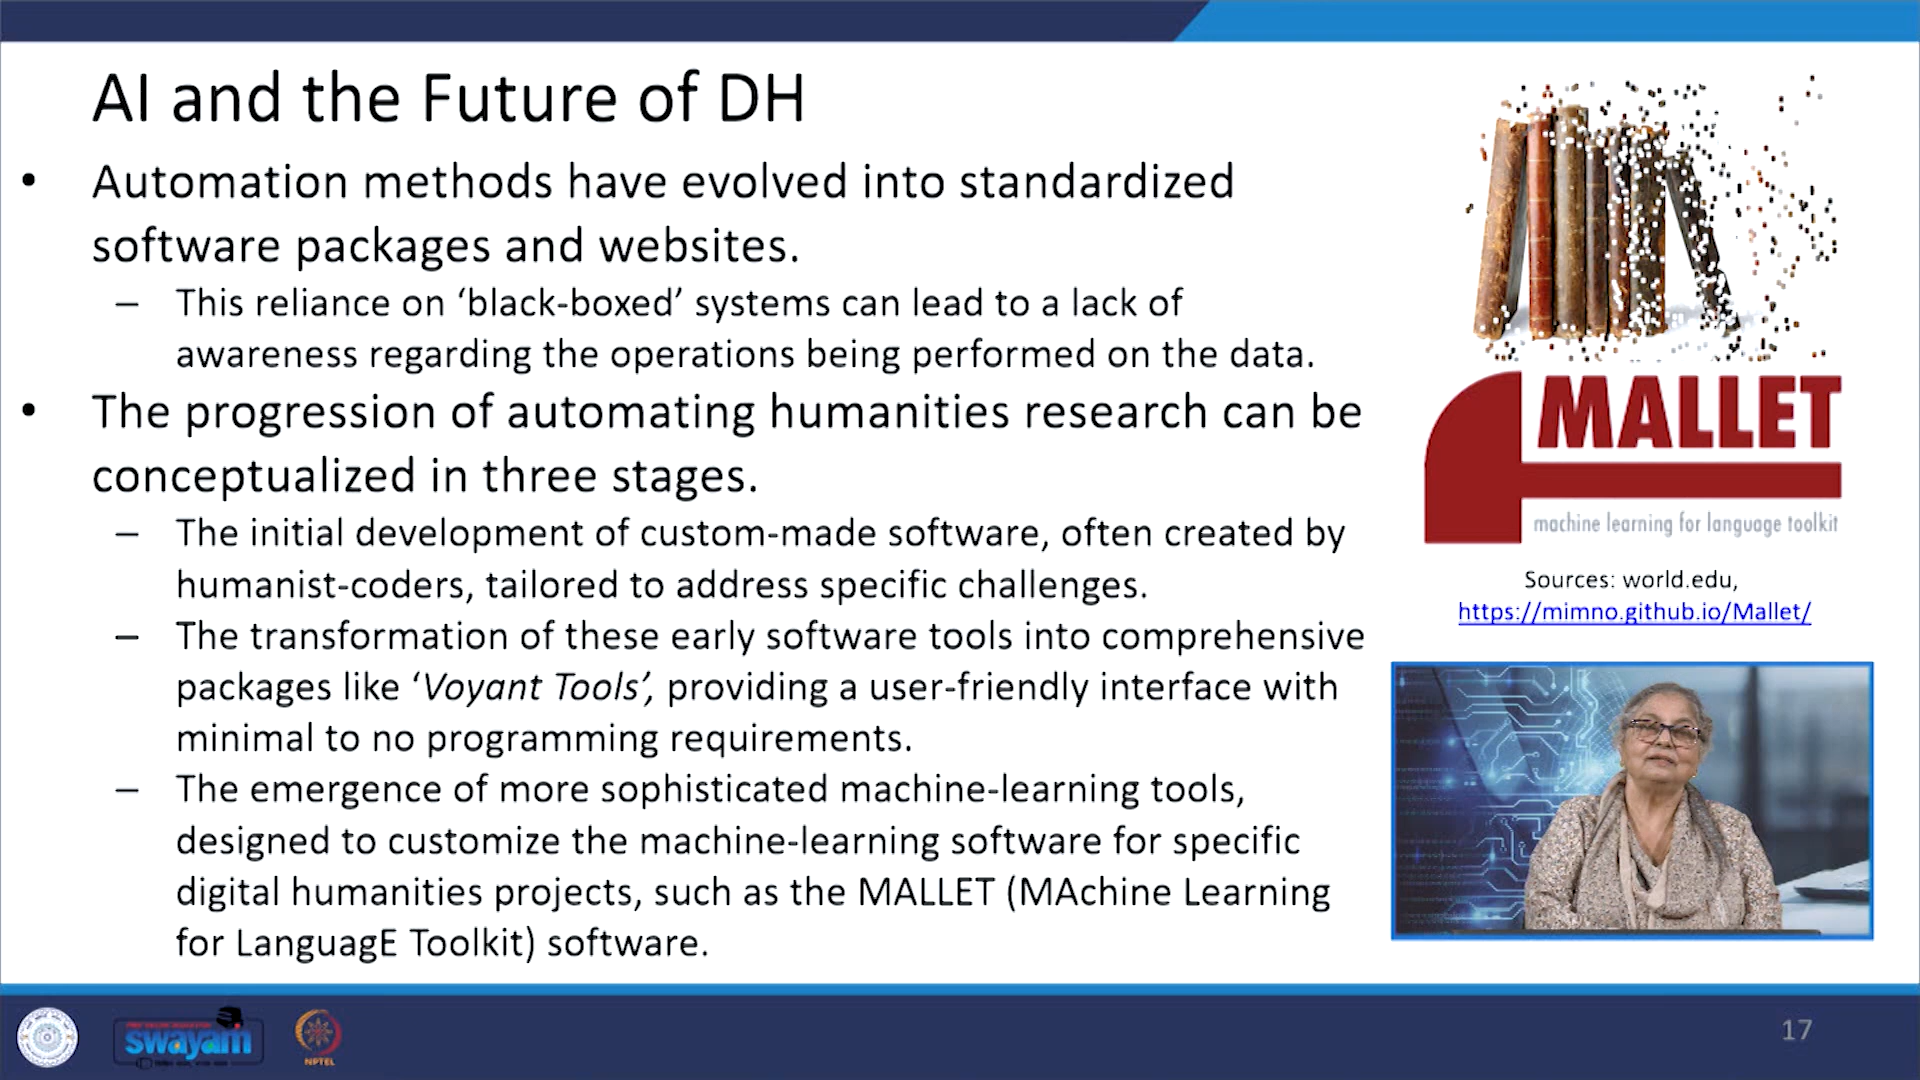 AI and the Future of DH
• Automation methods have evolved into standardized
software packages and websites.
– This reliance on ‘black-boxed’ systems can lead to a lack of
awareness regarding the operations being performed on the data.
• The progression of automating humanities research can be
conceptualized in three stages.
– The initial development of custom-made software, often created by
humanist-coders, tailored to address specific challenges.
– The transformation of these early software tools into comprehensive
packages like ‘Voyant Tools’, providing a user-friendly interface with
minimal to no programming requirements.
– The emergence of more sophisticated machine-learning tools,
designed to customize the machine-learning software for specific
digital humanities projects, such as the MALLET (MAchine Learning
for LanguagE Toolkit) software.
MALLET
machine learning for language toolkit
Sources: world.edu,
https://mimno.github.io/Mallet/
swayam
NPTEL
17